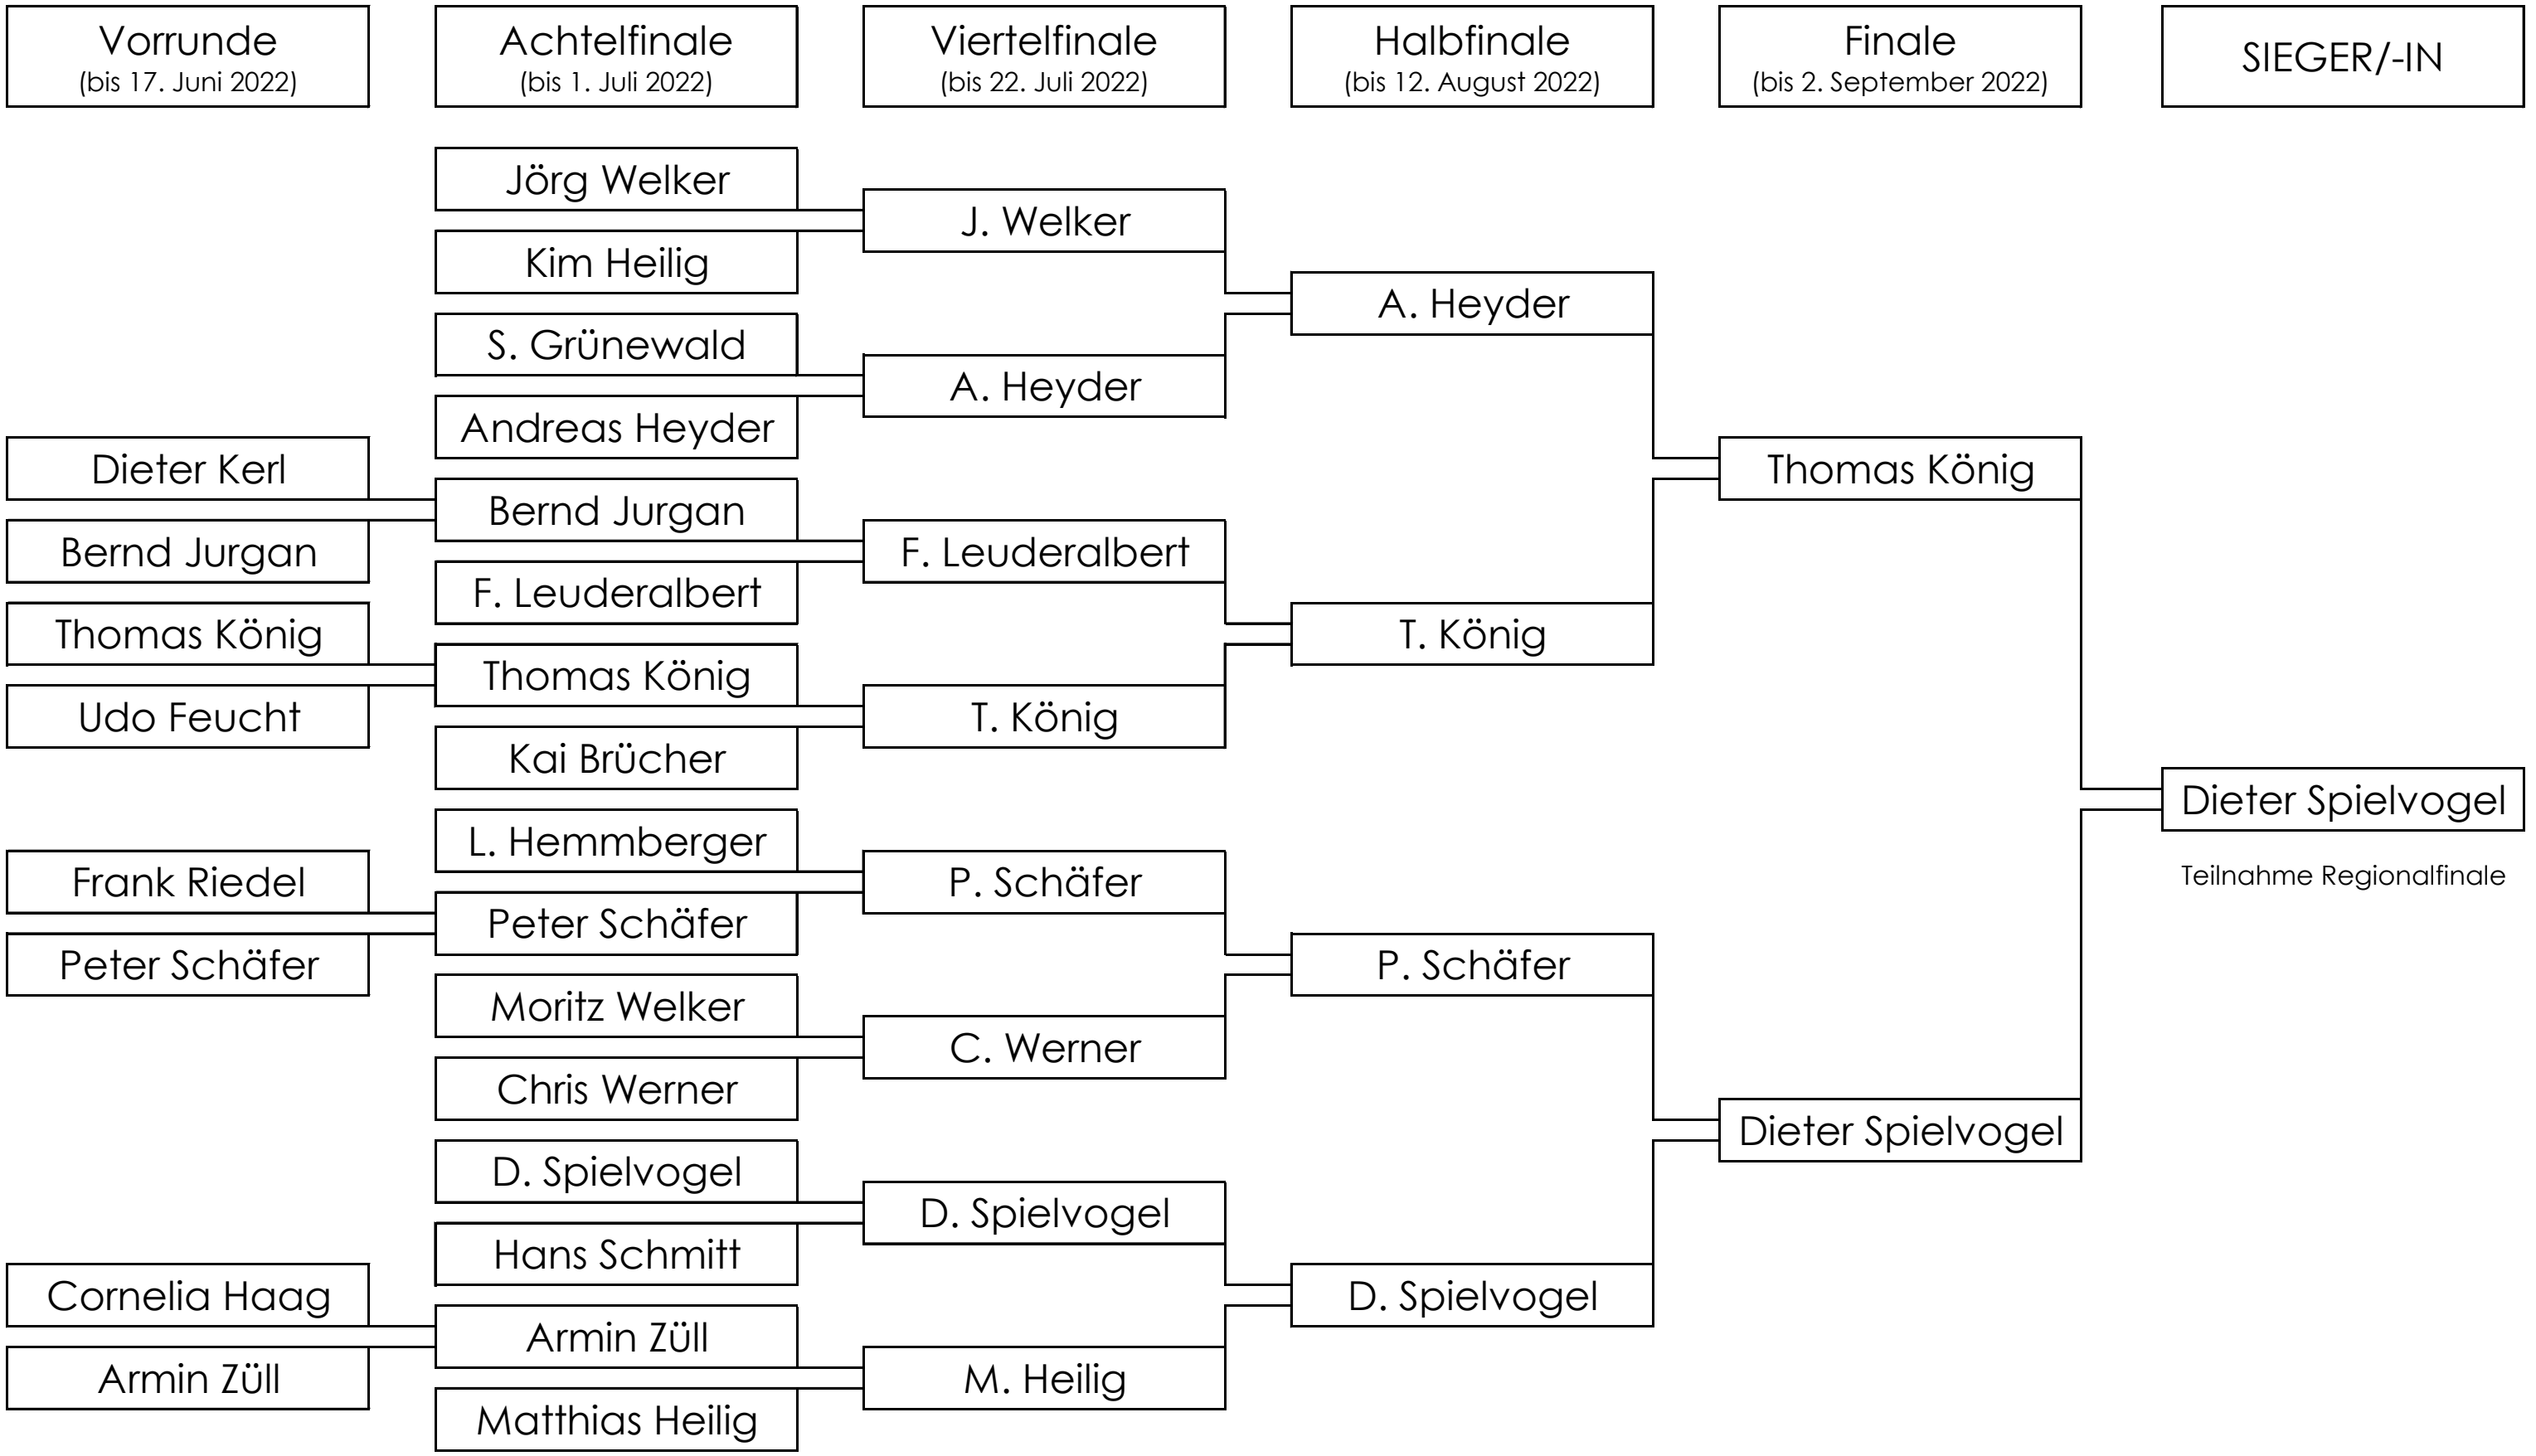 Vorrunde
(bis 17. Juni 2022)
Achtelfinale
(bis 1. Juli 2022)
Viertelfinale
(bis 22. Juli 2022)
Halbfinale
(bis 12. August 2022)
Finale
(bis 2. September 2022)
SIEGER/-IN
Dieter Kerl
Bernd Jurgan
Thomas König
Udo Feucht
Frank Riedel
Peter Schäfer
Cornelia Haag
Armin Züll
Jörg Welker
Kim Heilig
S. Grünewald
Andreas Heyder
Bernd Jurgan
F. Leuderalbert
Thomas König
Kai Brücher
L. Hemmberger
Peter Schäfer
Moritz Welker
Chris Werner
D. Spielvogel
Hans Schmitt
Armin Züll
Matthias Heilig
J. Welker
A. Heyder
F. Leuderalbert
T. König
P. Schäfer
C. Werner
D. Spielvogel
M. Heilig
A. Heyder
T. König
P. Schäfer
D. Spielvogel
Thomas König
Dieter Spielvogel
Dieter Spielvogel
Teilnahme Regionalfinale